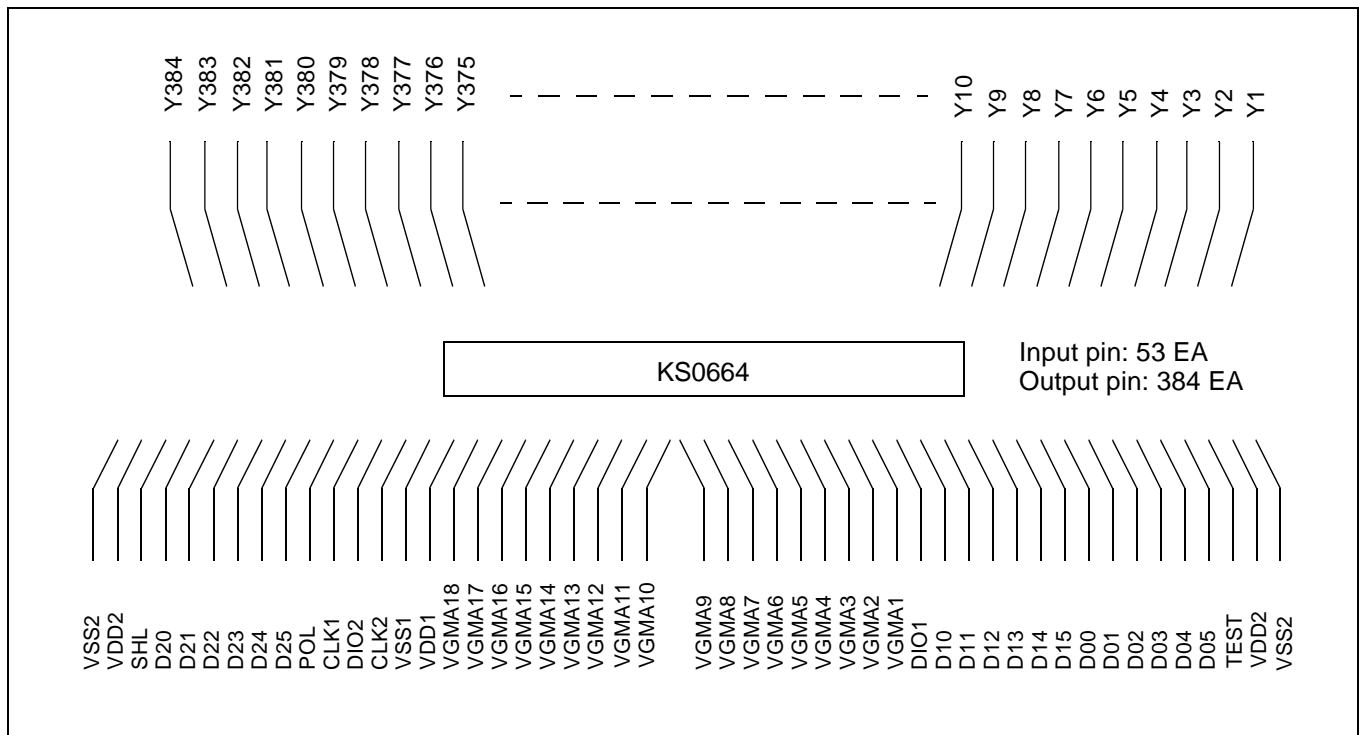 Y384 Y383 Y382 Y381 Y380 Y379 Y378 Y377 Y376 Y375 Y10 Y9 Y8 Y7 Y6 Y5 Y4 Y3 Y2 Y1
KS0664
Input pin: 53 EA
Output pin: 384 EA
VSS2 VDD2 SHL D20 D21 D22 D23 D24 D25 POL CLK1 DIO2 CLK2 VSS1 VDD1 VGMA18 VGMA17 VGMA16 VGMA15 VGMA14 VGMA13 VGMA12 VGMA11 VGMA10 VGMA9 VGMA8 VGMA7 VGMA6 VGMA5 VGMA4 VGMA3 VGMA2 VGMA1 DIO1 D10 D11 D12 D13 D14 D15 D00 D01 D02 D03 D04 D05 TEST VDD2 VSS2